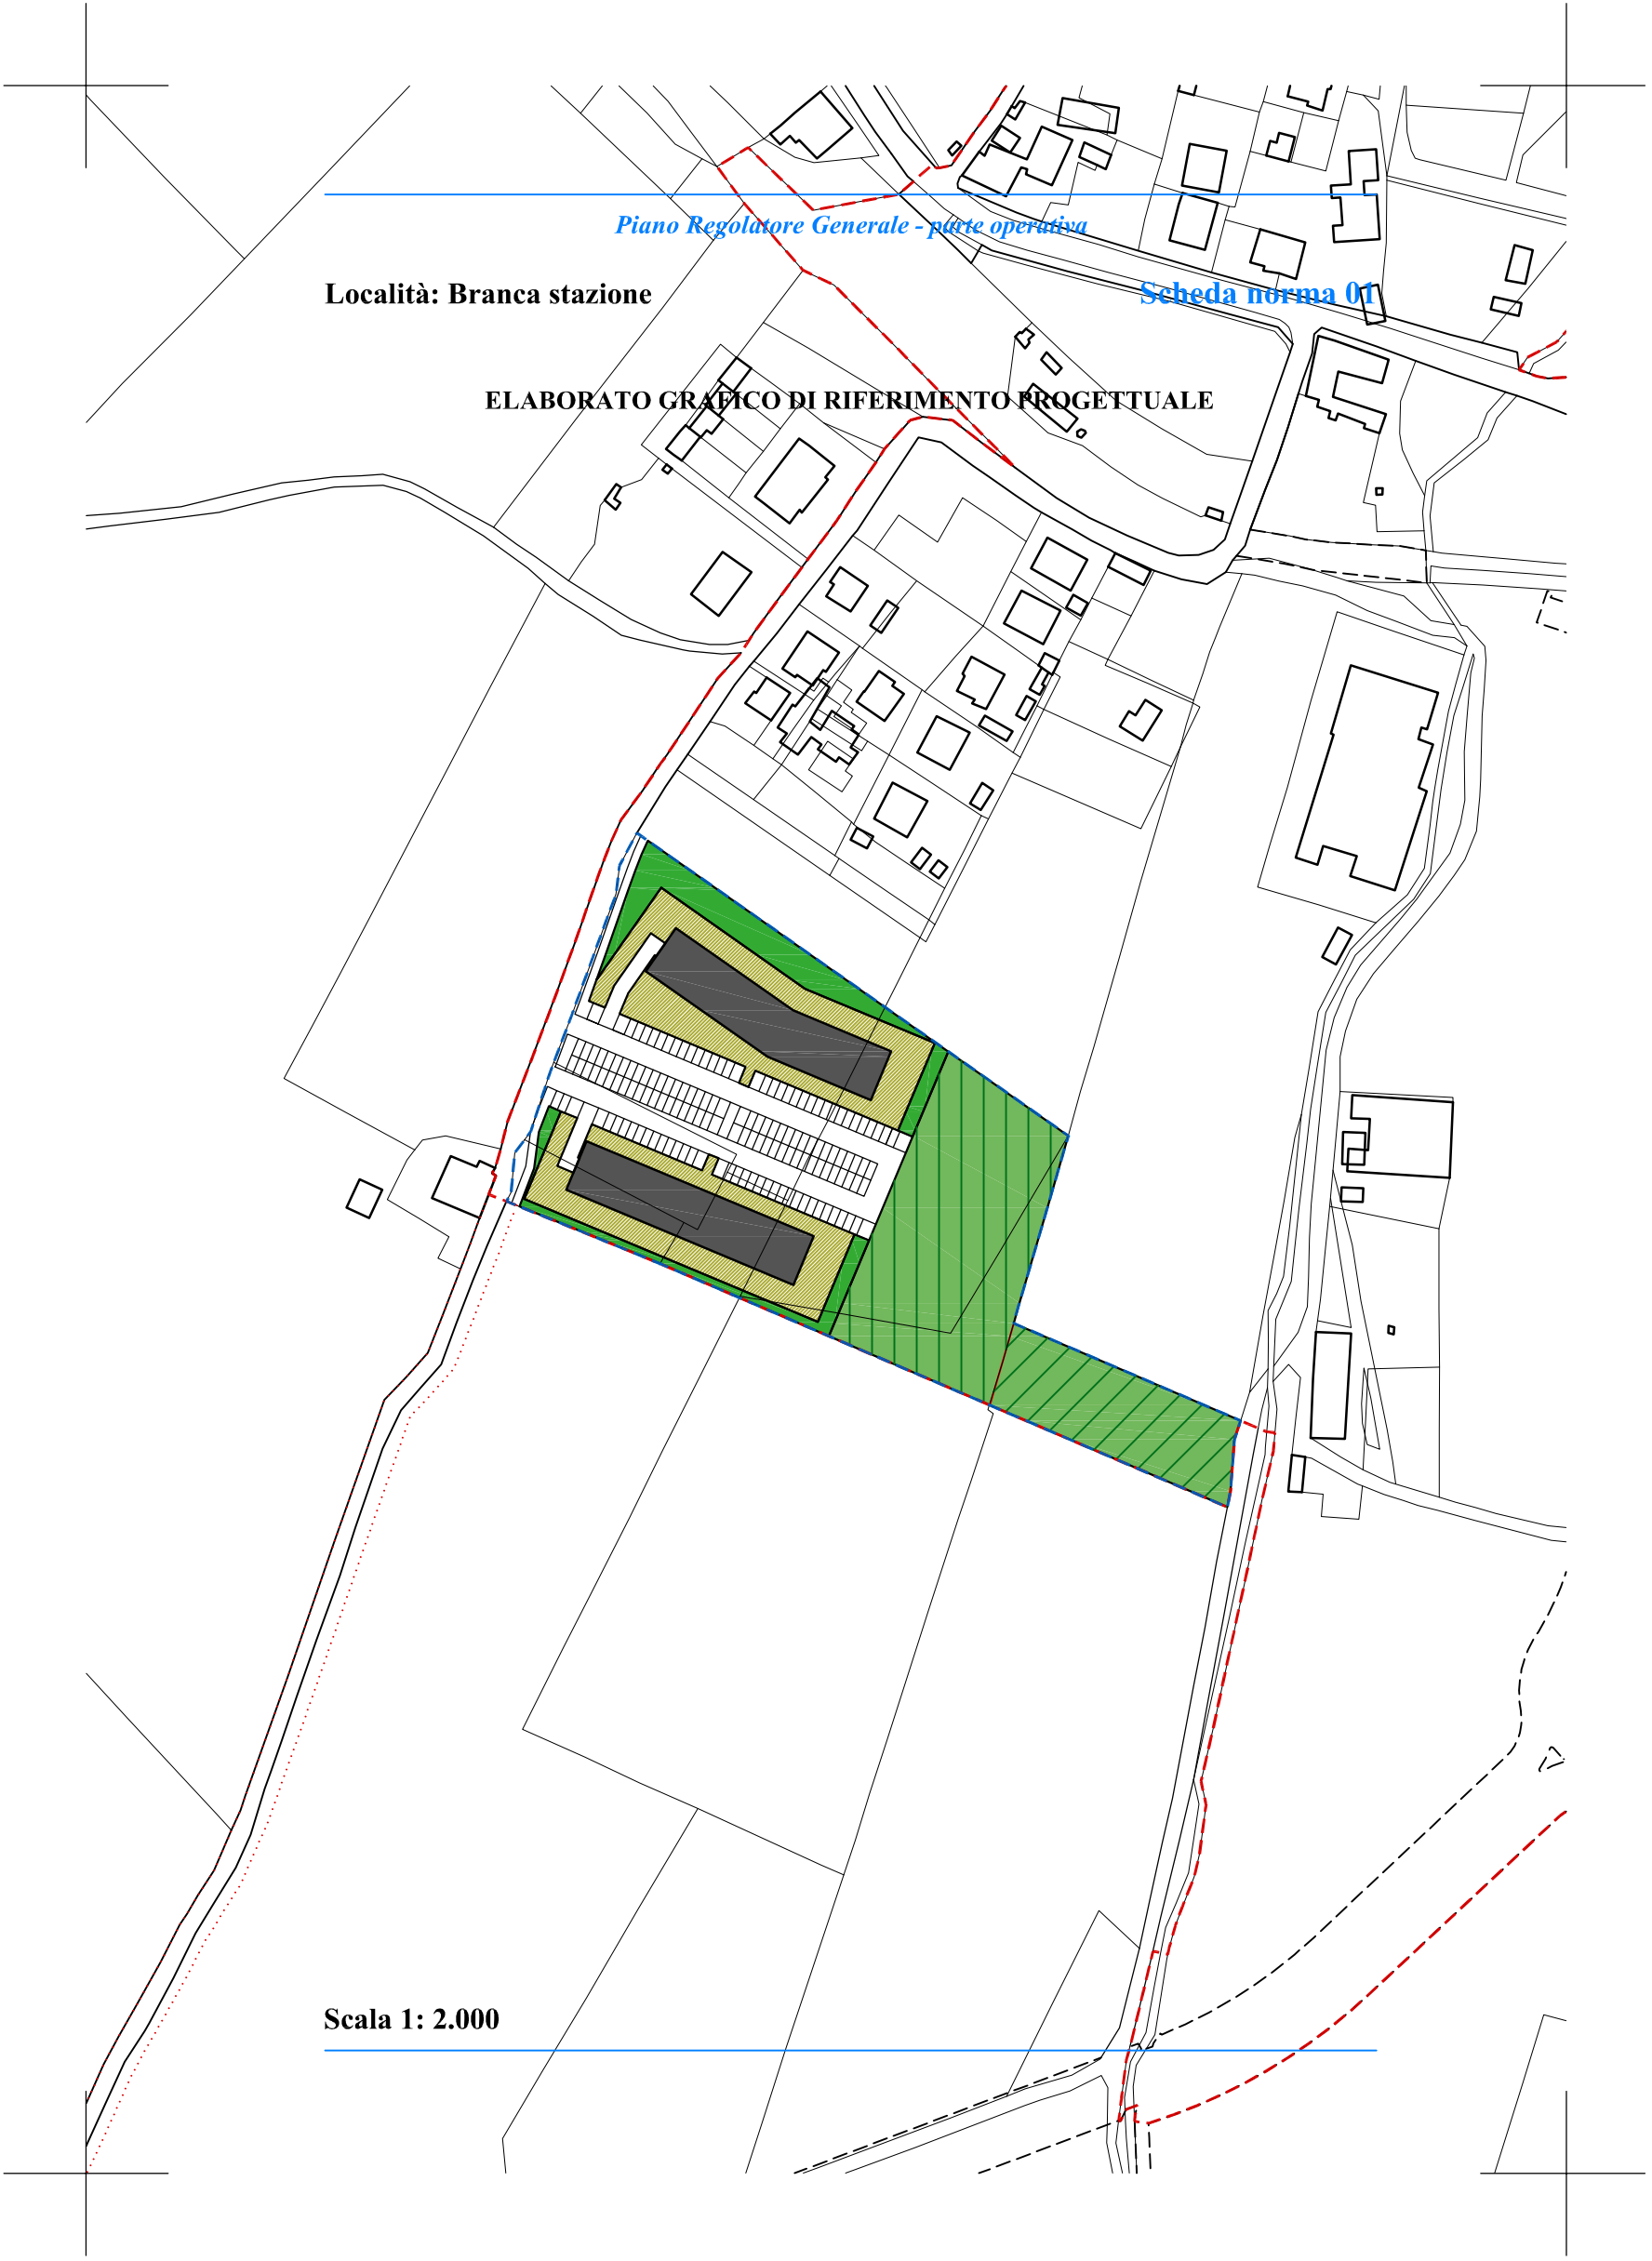 Piano Regolatore Generale - parte operativa
Località: Branca stazione
Scheda norma 01
ELABORATO GRAFICO DI RIFERIMENTO PROGETTUALE
Scala 1: 2.000